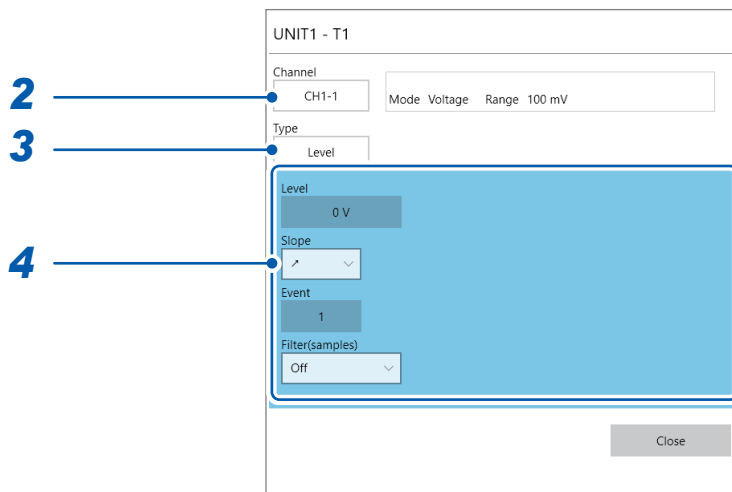 UNIT1 - T1
Channel
2
CH1-1
Mode Voltage Range 100 mV
Type
3
Level
Level
0 V
Slope
4
↗
Event
1
Filter(samples)
Off
Close